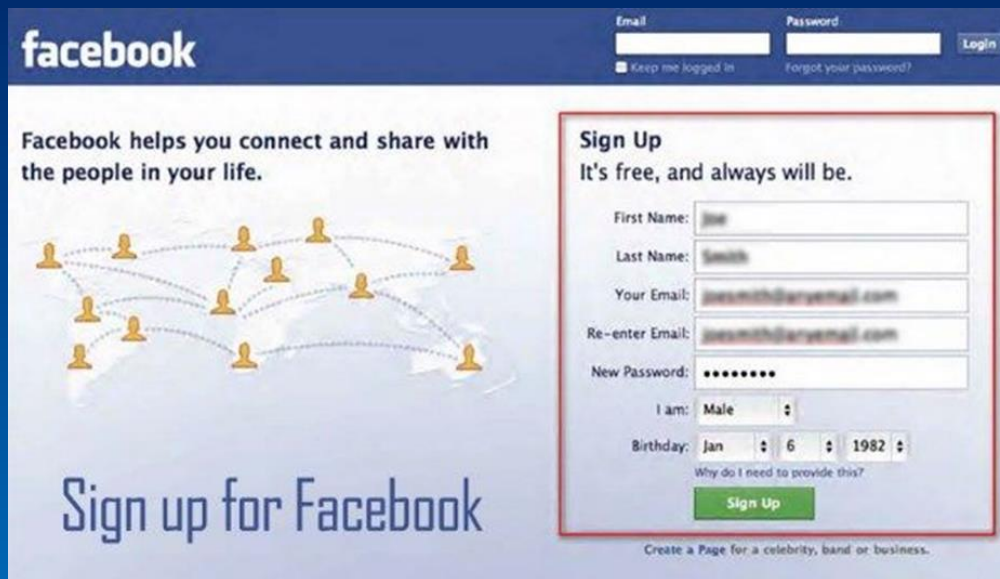 Email Password
facebook
Login
Keep me logged in Forgot your password?
Facebook helps you connect and share with
the people in your life.
Sign Up
It's free, and always will be.
First Name: Joe
Last Name: Smith
Your Email:
Re-enter Email:
New Password: ••••••••
I am: Male
Birthday: Jan 6 1982
Why do I need to provide this?
Sign Up
Sign up for Facebook
Create a Page for a celebrity, band or business.